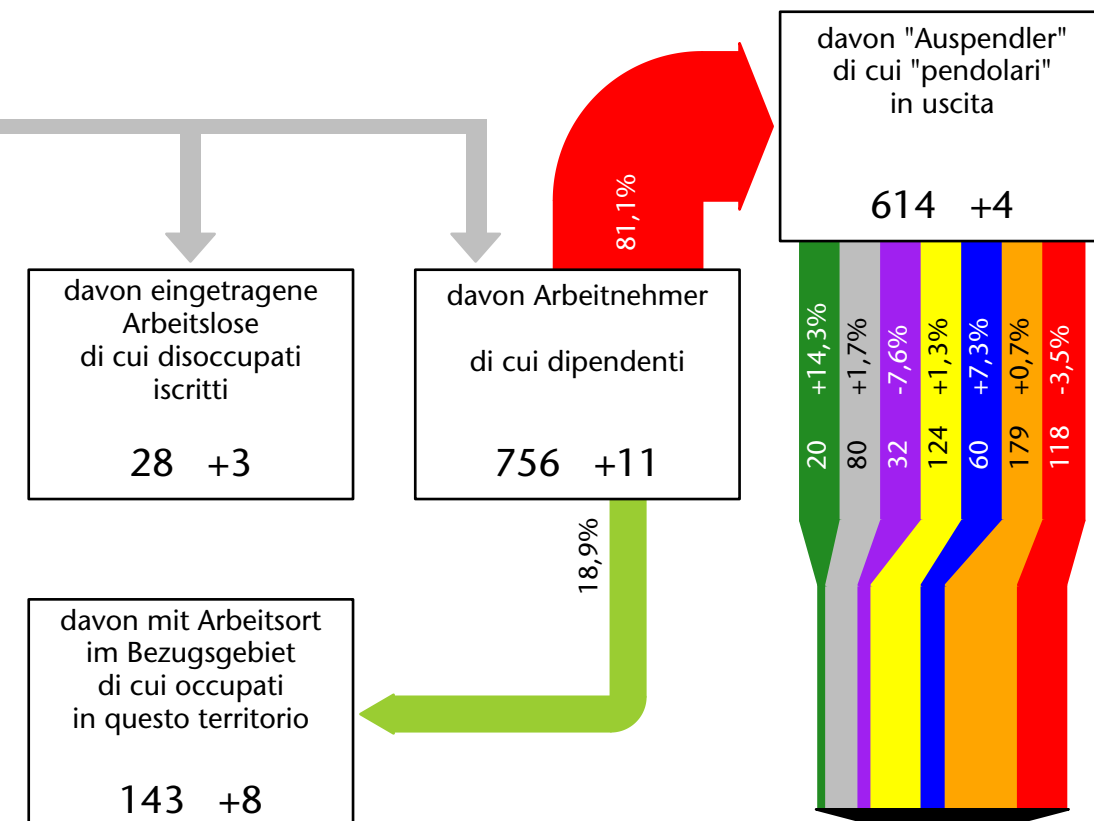 davon "Auspendler"
di cui "pendolari"
in uscita
614 +4
81,1%
davon eingetragene
Arbeitslose
di cui disoccupati
iscritti
28 +3
davon Arbeitnehmer
di cui dipendenti
756 +11
20 +14,3%
80 +1,7%
32 -7,6%
124 +1,3%
60 +7,3%
179 +0,7%
118 -3,5%
18,9%
davon mit Arbeitsort
im Bezugsgebiet
di cui occupati
in questo territorio
143 +8